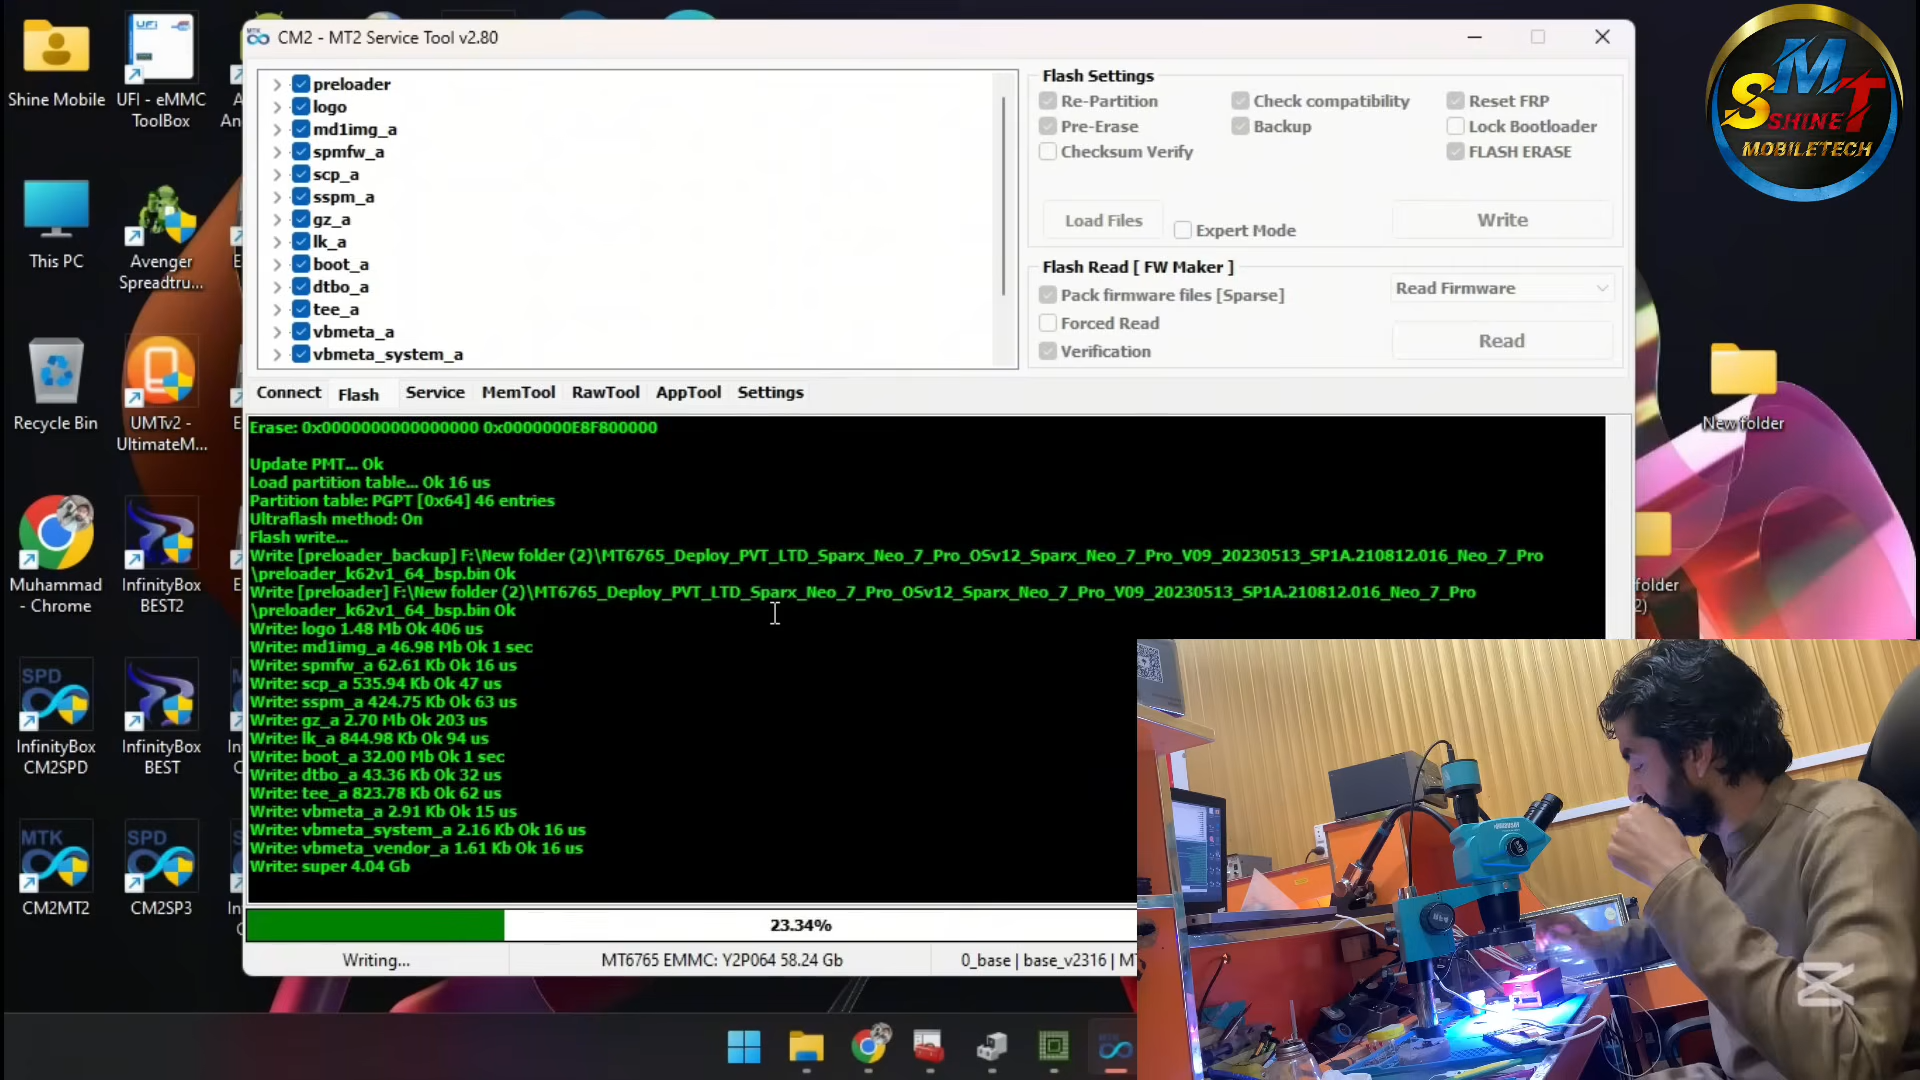 CM2 - MT2 Service Tool v2.80
Shine Mobile
UFI - eMMC ToolBox
This PC
Avenger Spreadtru...
Recycle Bin
UMTv2 - UltimateM...
Muhammad - Chrome
InfinityBox BEST2
InfinityBox CM2SPD
InfinityBox BEST
CM2MT2
CM2SP3
preloader
logo
md1img_a
spmfw_a
scp_a
sspm_a
gz_a
lk_a
boot_a
dtbo_a
tee_a
vbmeta_a
vbmeta_system_a
Flash Settings
Re-Partition
Check compatibility
Reset FRP
Pre-Erase
Backup
Lock Bootloader
Checksum Verify
FLASH ERASE
Load Files
Expert Mode
Write
Flash Read [ FW Maker ]
Pack firmware files [Sparse]
Read Firmware
Forced Read
Verification
Read
Connect
Flash
Service
MemTool
RawTool
AppTool
Settings
Erase: 0x0000000000000000 0x0000000E8F800000
Update PMT... Ok
Load partition table... Ok 16 us
Partition table: PGPT [0x64] 46 entries
Ultraflash method: On
Flash write...
Write [preloader_backup] F:\New folder (2)\MT6765_Deploy_PVT_LTD_Sparx_Neo_7_Pro_OSv12_Sparx_Neo_7_Pro_V09_20230513_SP1A.210812.016_Neo_7_Pro
\preloader_k62v1_64_bsp.bin Ok
Write [preloader] F:\New folder (2)\MT6765_Deploy_PVT_LTD_Sparx_Neo_7_Pro_OSv12_Sparx_Neo_7_Pro_V09_20230513_SP1A.210812.016_Neo_7_Pro
\preloader_k62v1_64_bsp.bin Ok
Write: logo 1.48 Mb Ok 406 us
Write: md1img_a 46.98 Mb Ok 1 sec
Write: spmfw_a 62.61 Kb Ok 16 us
Write: scp_a 535.94 Kb Ok 47 us
Write: sspm_a 424.75 Kb Ok 63 us
Write: gz_a 2.70 Mb Ok 203 us
Write: lk_a 844.98 Kb Ok 94 us
Write: boot_a 32.00 Mb Ok 1 sec
Write: dtbo_a 43.36 Kb Ok 32 us
Write: tee_a 823.78 Kb Ok 62 us
Write: vbmeta_a 2.91 Kb Ok 15 us
Write: vbmeta_system_a 2.16 Kb Ok 16 us
Write: vbmeta_vendor_a 1.61 Kb Ok 16 us
Write: super 4.04 Gb
23.34%
Writing...
MT6765 EMMC: Y2P064 58.24 Gb
0_base | base_v2316 |
New folder
folder
2)
SMT
SHINE
MOBILETECH
MTK
SPD
SPD